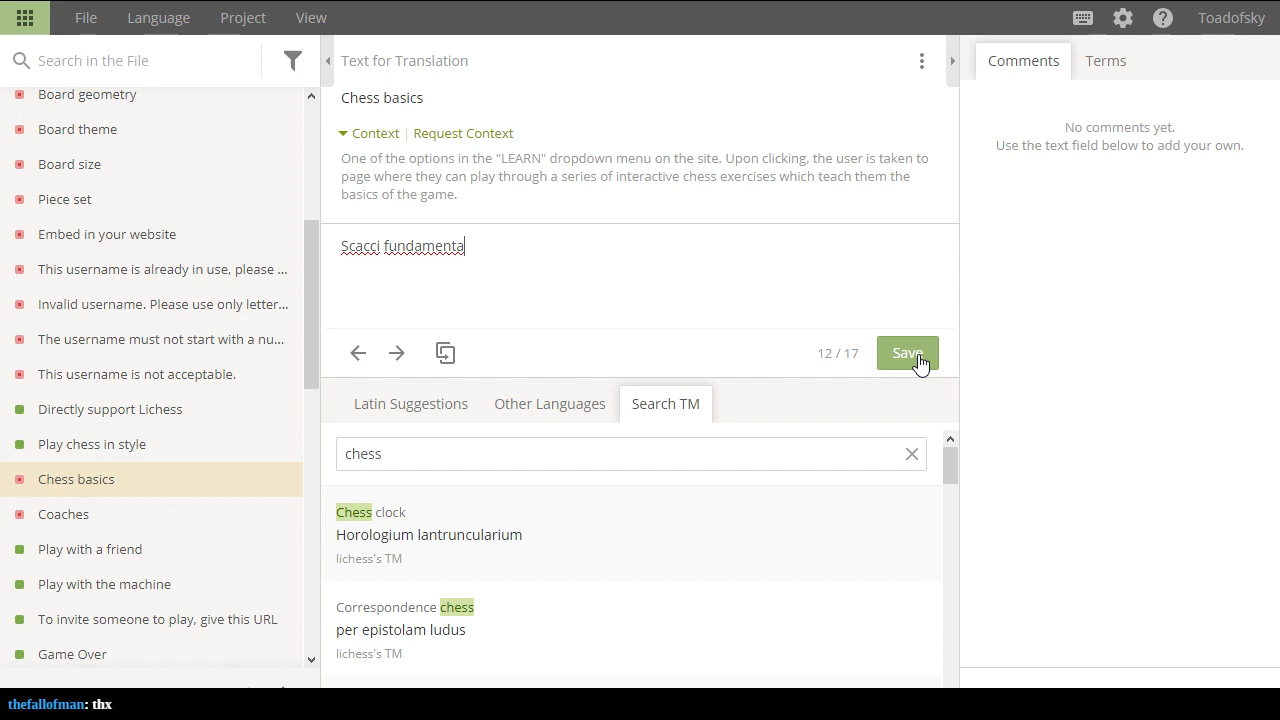 File Language Project View Toadofsky
Search in the File
Board geometry
Board theme
Board size
Piece set
Embed in your website
This username is already in use, please ...
Invalid username. Please use only letter...
The username must not start with a nu...
This username is not acceptable.
Directly support Lichess
Play chess in style
Chess basics
Coaches
Play with a friend
Play with the machine
To invite someone to play, give this URL
Game Over
Text for Translation
Chess basics
Context | Request Context
One of the options in the "LEARN" dropdown menu on the site. Upon clicking, the user is taken to
page where they can play through a series of interactive chess exercises which teach them the
basics of the game.
Scacci fundamenta
12 / 17 Save
Latin Suggestions Other Languages Search TM
chess
Chess clock
Horologium lantruncularium
lichess's TM
Correspondence chess
per epistolam ludus
lichess's TM
Comments Terms
No comments yet.
Use the text field below to add your own.
thefallofman: thx